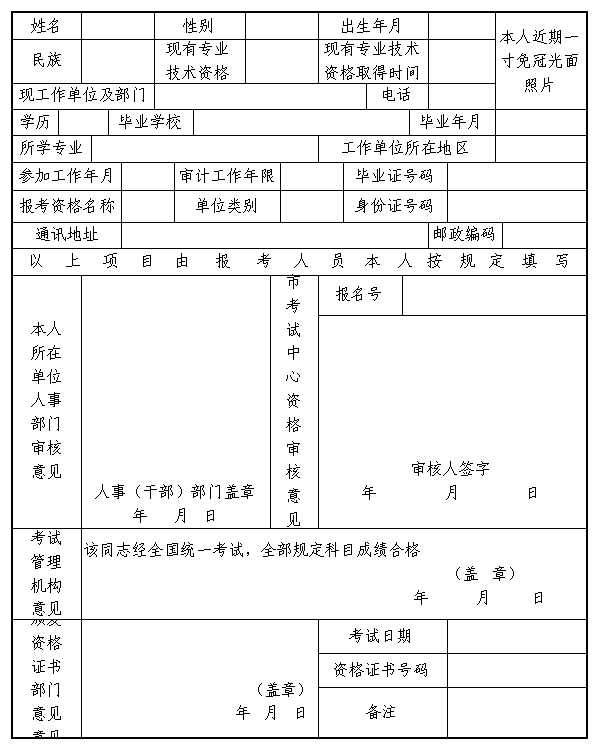 姓名
性别
出生年月
本人近期一
寸免冠光面
照片
民族
现有专业
技术资格
现有专业技术
资格取得时间
现工作单位及部门
电话
学历
毕业学校
毕业年月
所学专业
工作单位所在地区
参加工作年月
审计工作年限
毕业证号码
报考资格名称
单位类别
身份证号码
通讯地址
邮政编码
以上项目由报考人员本人按规定填写
本人
所在
单位
人事
部门
审核
意见
人事（干部）部门盖章
年 月 日
市
考
试
中
心
资
格
审
核
意
见
报名号
审核人签字
年 月 日
考试
管理
机构
意见
该同志经全国统一考试，全部规定科目成绩合格
（盖 章）
年 月 日
颁发
资格
证书
部门
意见
意见
（盖章）
年 月 日
考试日期
资格证书号码
备注